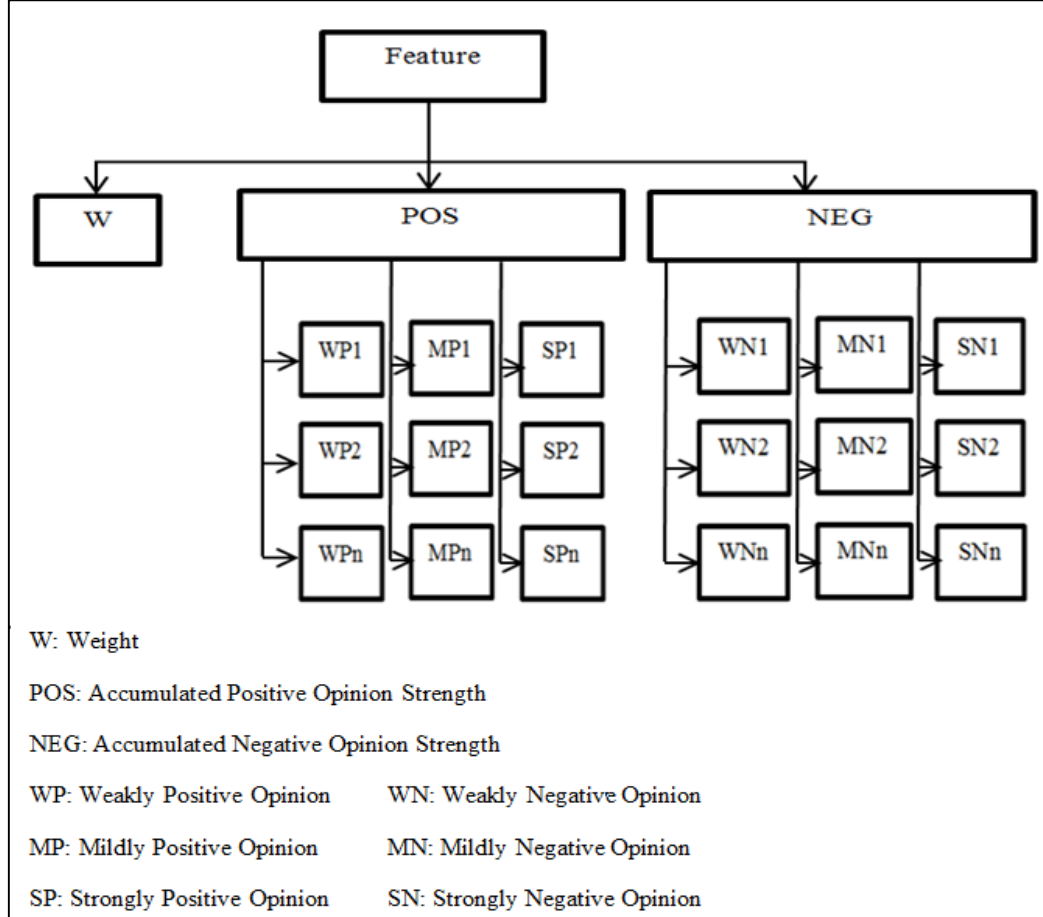 Feature
W POS NEG
WP1 MP1 SP1 WN1 MN1 SN1
WP2 MP2 SP2 WN2 MN2 SN2
WPn MPn SPn WNn MNn SNn
W: Weight
POS: Accumulated Positive Opinion Strength
NEG: Accumulated Negative Opinion Strength
WP: Weakly Positive Opinion WN: Weakly Negative Opinion
MP: Mildly Positive Opinion MN: Mildly Negative Opinion
SP: Strongly Positive Opinion SN: Strongly Negative Opinion